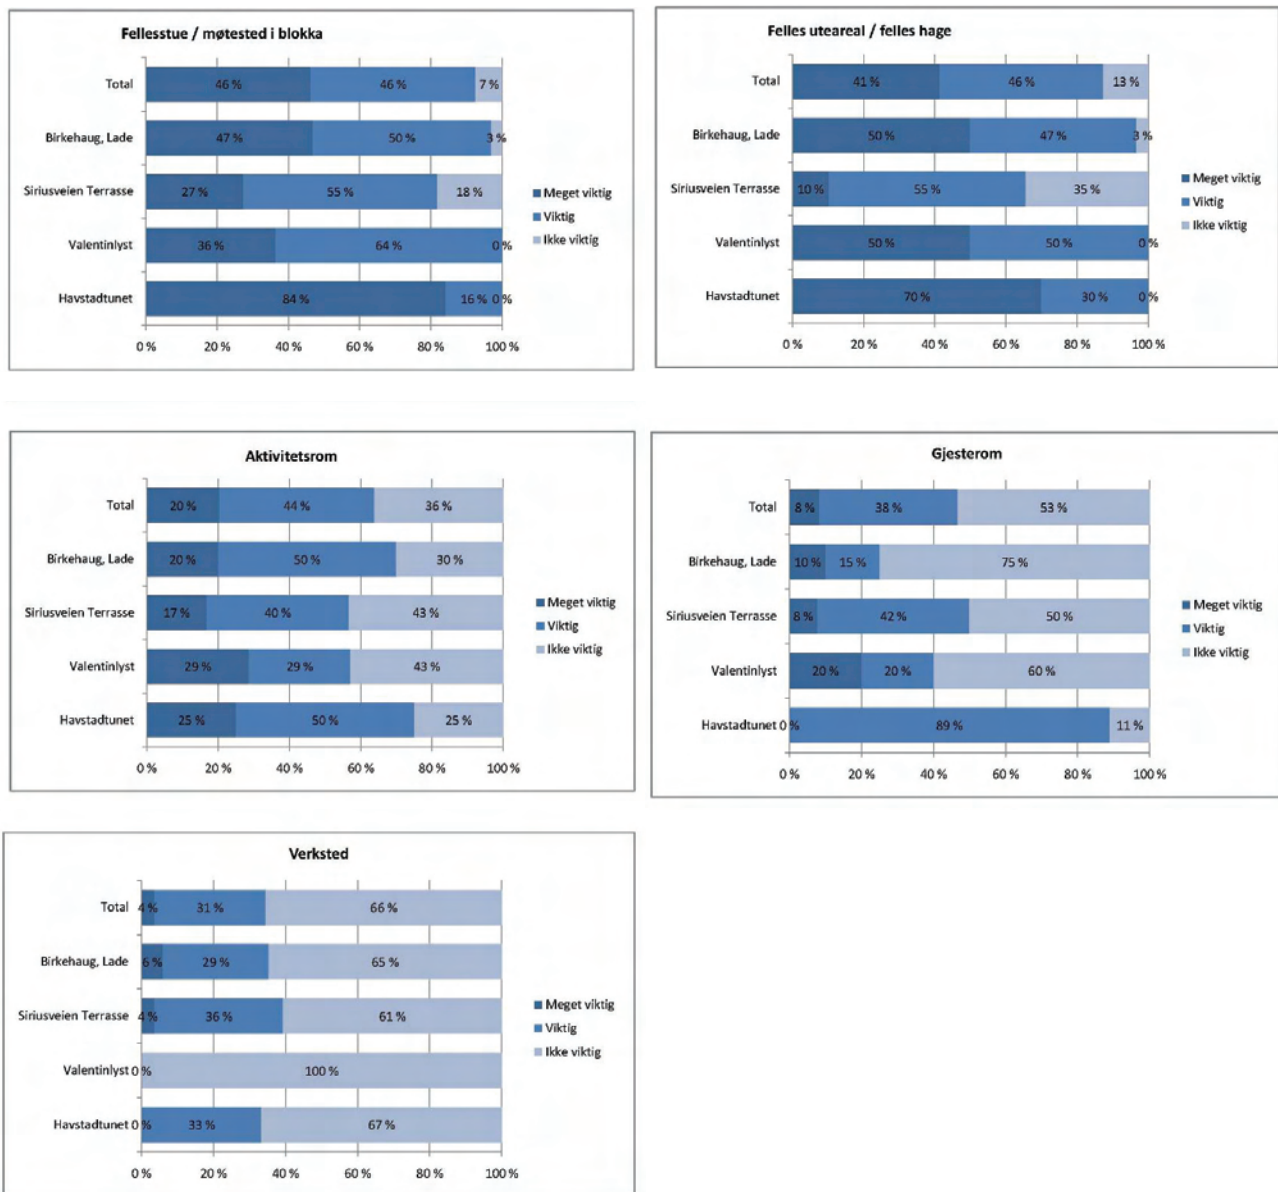 Fellesstue / møtested i blokka
Total 46 % 46 % 7 %
Birkehaug, Lade 47 % 50 % 3 %
Siriusveien Terrasse 27 % 55 % 18 %
Valentinlyst 36 % 64 % 0 %
Havstadtunet 84 % 16 % 0 %
0 % 20 % 40 % 60 % 80 % 100 %
Meget viktig
Viktig
Ikke viktig
Felles uteareal / felles hage
Total 41 % 46 % 13 %
Birkehaug, Lade 50 % 47 % 3 %
Siriusveien Terrasse 10 % 55 % 35 %
Valentinlyst 50 % 50 % 0 %
Havstadtunet 70 % 30 % 0 %
0 % 20 % 40 % 60 % 80 % 100 %
Meget viktig
Viktig
Ikke viktig
Aktivitetsrom
Total 20 % 44 % 36 %
Birkehaug, Lade 20 % 50 % 30 %
Siriusveien Terrasse 17 % 40 % 43 %
Valentinlyst 29 % 29 % 43 %
Havstadtunet 25 % 50 % 25 %
0 % 20 % 40 % 60 % 80 % 100 %
Meget viktig
Viktig
Ikke viktig
Gjesterom
Total 8 % 38 % 53 %
Birkehaug, Lade 10 % 15 % 75 %
Siriusveien Terrasse 8 % 42 % 50 %
Valentinlyst 20 % 20 % 60 %
Havstadtunet 0 % 89 % 11 %
0 % 20 % 40 % 60 % 80 % 100 %
Meget viktig
Viktig
Ikke viktig
Verksted
Total 4 % 31 % 66 %
Birkehaug, Lade 6 % 29 % 65 %
Siriusveien Terrasse 4 % 36 % 61 %
Valentinlyst 0 % 100 %
Havstadtunet 0 % 33 % 67 %
0 % 20 % 40 % 60 % 80 % 100 %
Meget viktig
Viktig
Ikke viktig